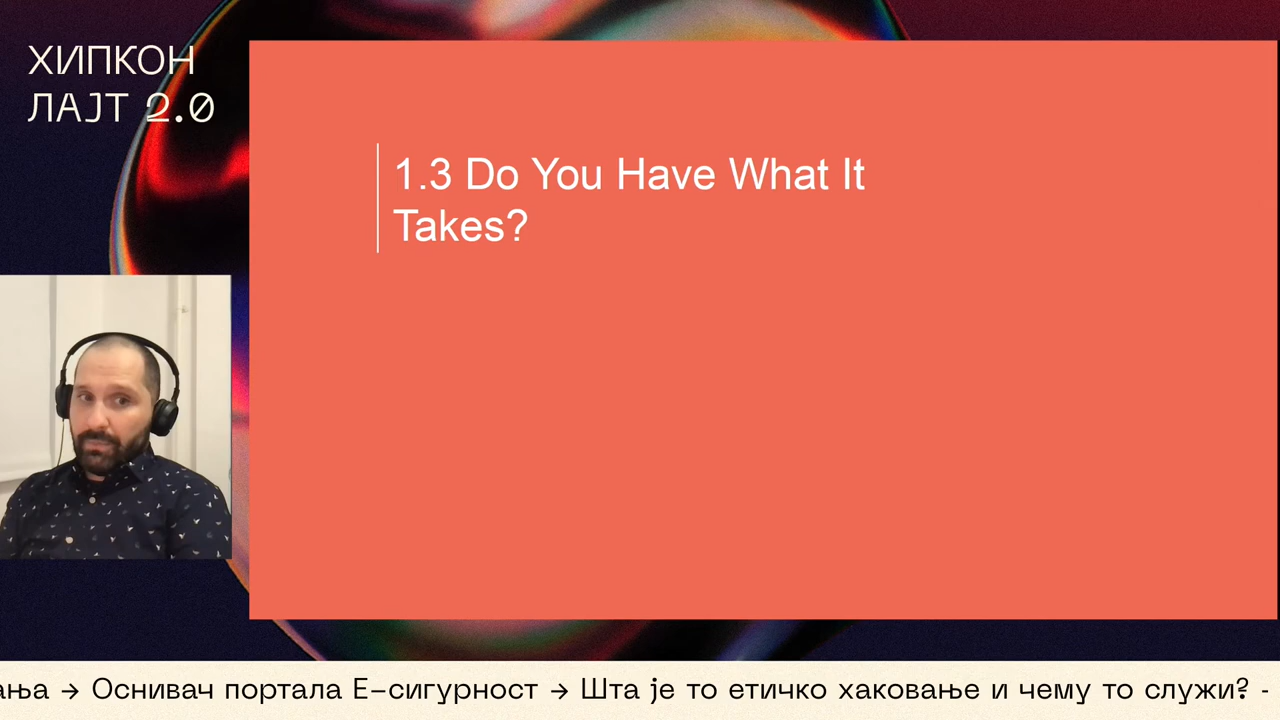 ХИПКОН
ЛАЈТ 2.0
1.3 Do You Have What It
Takes?
→ Оснивач портала Е-сигурност → Шта је то етичко хаковање и чему то служи? -